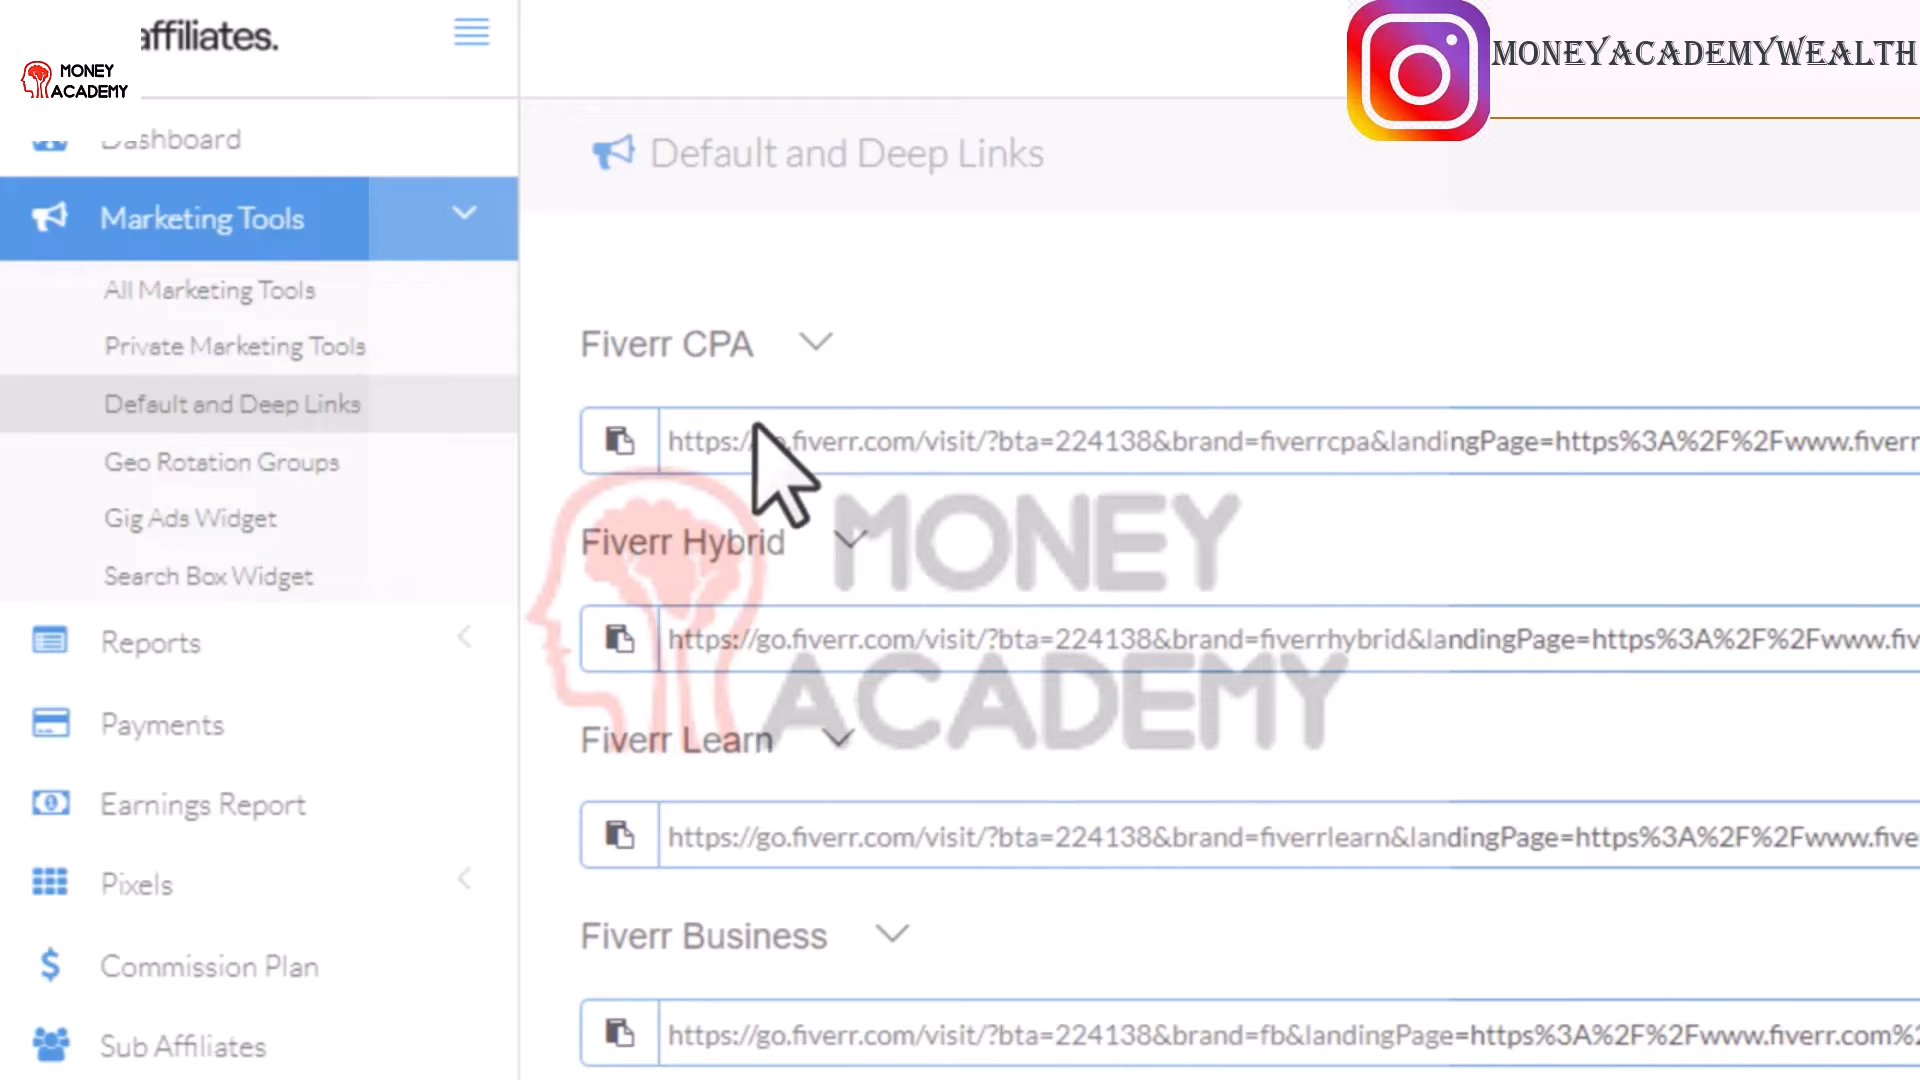 affiliates.
MONEY
ACADEMY
MONEYACADEMYWEALTH
Dashboard
Default and Deep Links
Marketing Tools
All Marketing Tools
Private Marketing Tools
Default and Deep Links
Geo Rotation Groups
Gig Ads Widget
Search Box Widget
Reports
Payments
Earnings Report
Pixels
Commission Plan
Sub Affiliates
Fiverr CPA
https://go.fiverr.com/visit/?bta=224138&brand=fiverrcpa&landingPage=https%3A%2F%2Fwww.fiverr
Fiverr Hybrid
https://go.fiverr.com/visit/?bta=224138&brand=fiverrhybrid&landingPage=https%3A%2F%2Fwww.fiv
Fiverr Learn
https://go.fiverr.com/visit/?bta=224138&brand=fiverrlearn&landingPage=https%3A%2F%2Fwww.five
Fiverr Business
https://go.fiverr.com/visit/?bta=224138&brand=fb&landingPage=https%3A%2F%2Fwww.fiverr.com%2
MONEY
ACADEMY